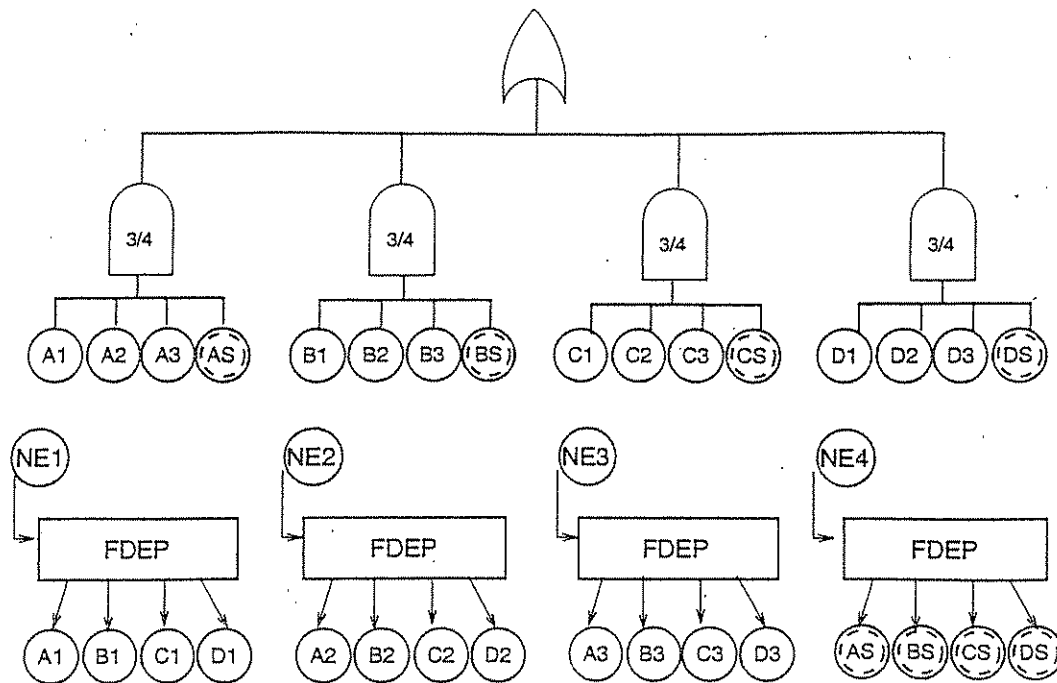 3/4 3/4 3/4 3/4
A1 A2 A3 AS B1 B2 B3 BS C1 C2 C3 CS D1 D2 D3 DS
NE1 NE2 NE3 NE4
FDEP FDEP FDEP FDEP
A1 B1 C1 D1 A2 B2 C2 D2 A3 B3 C3 D3 AS BS CS DS